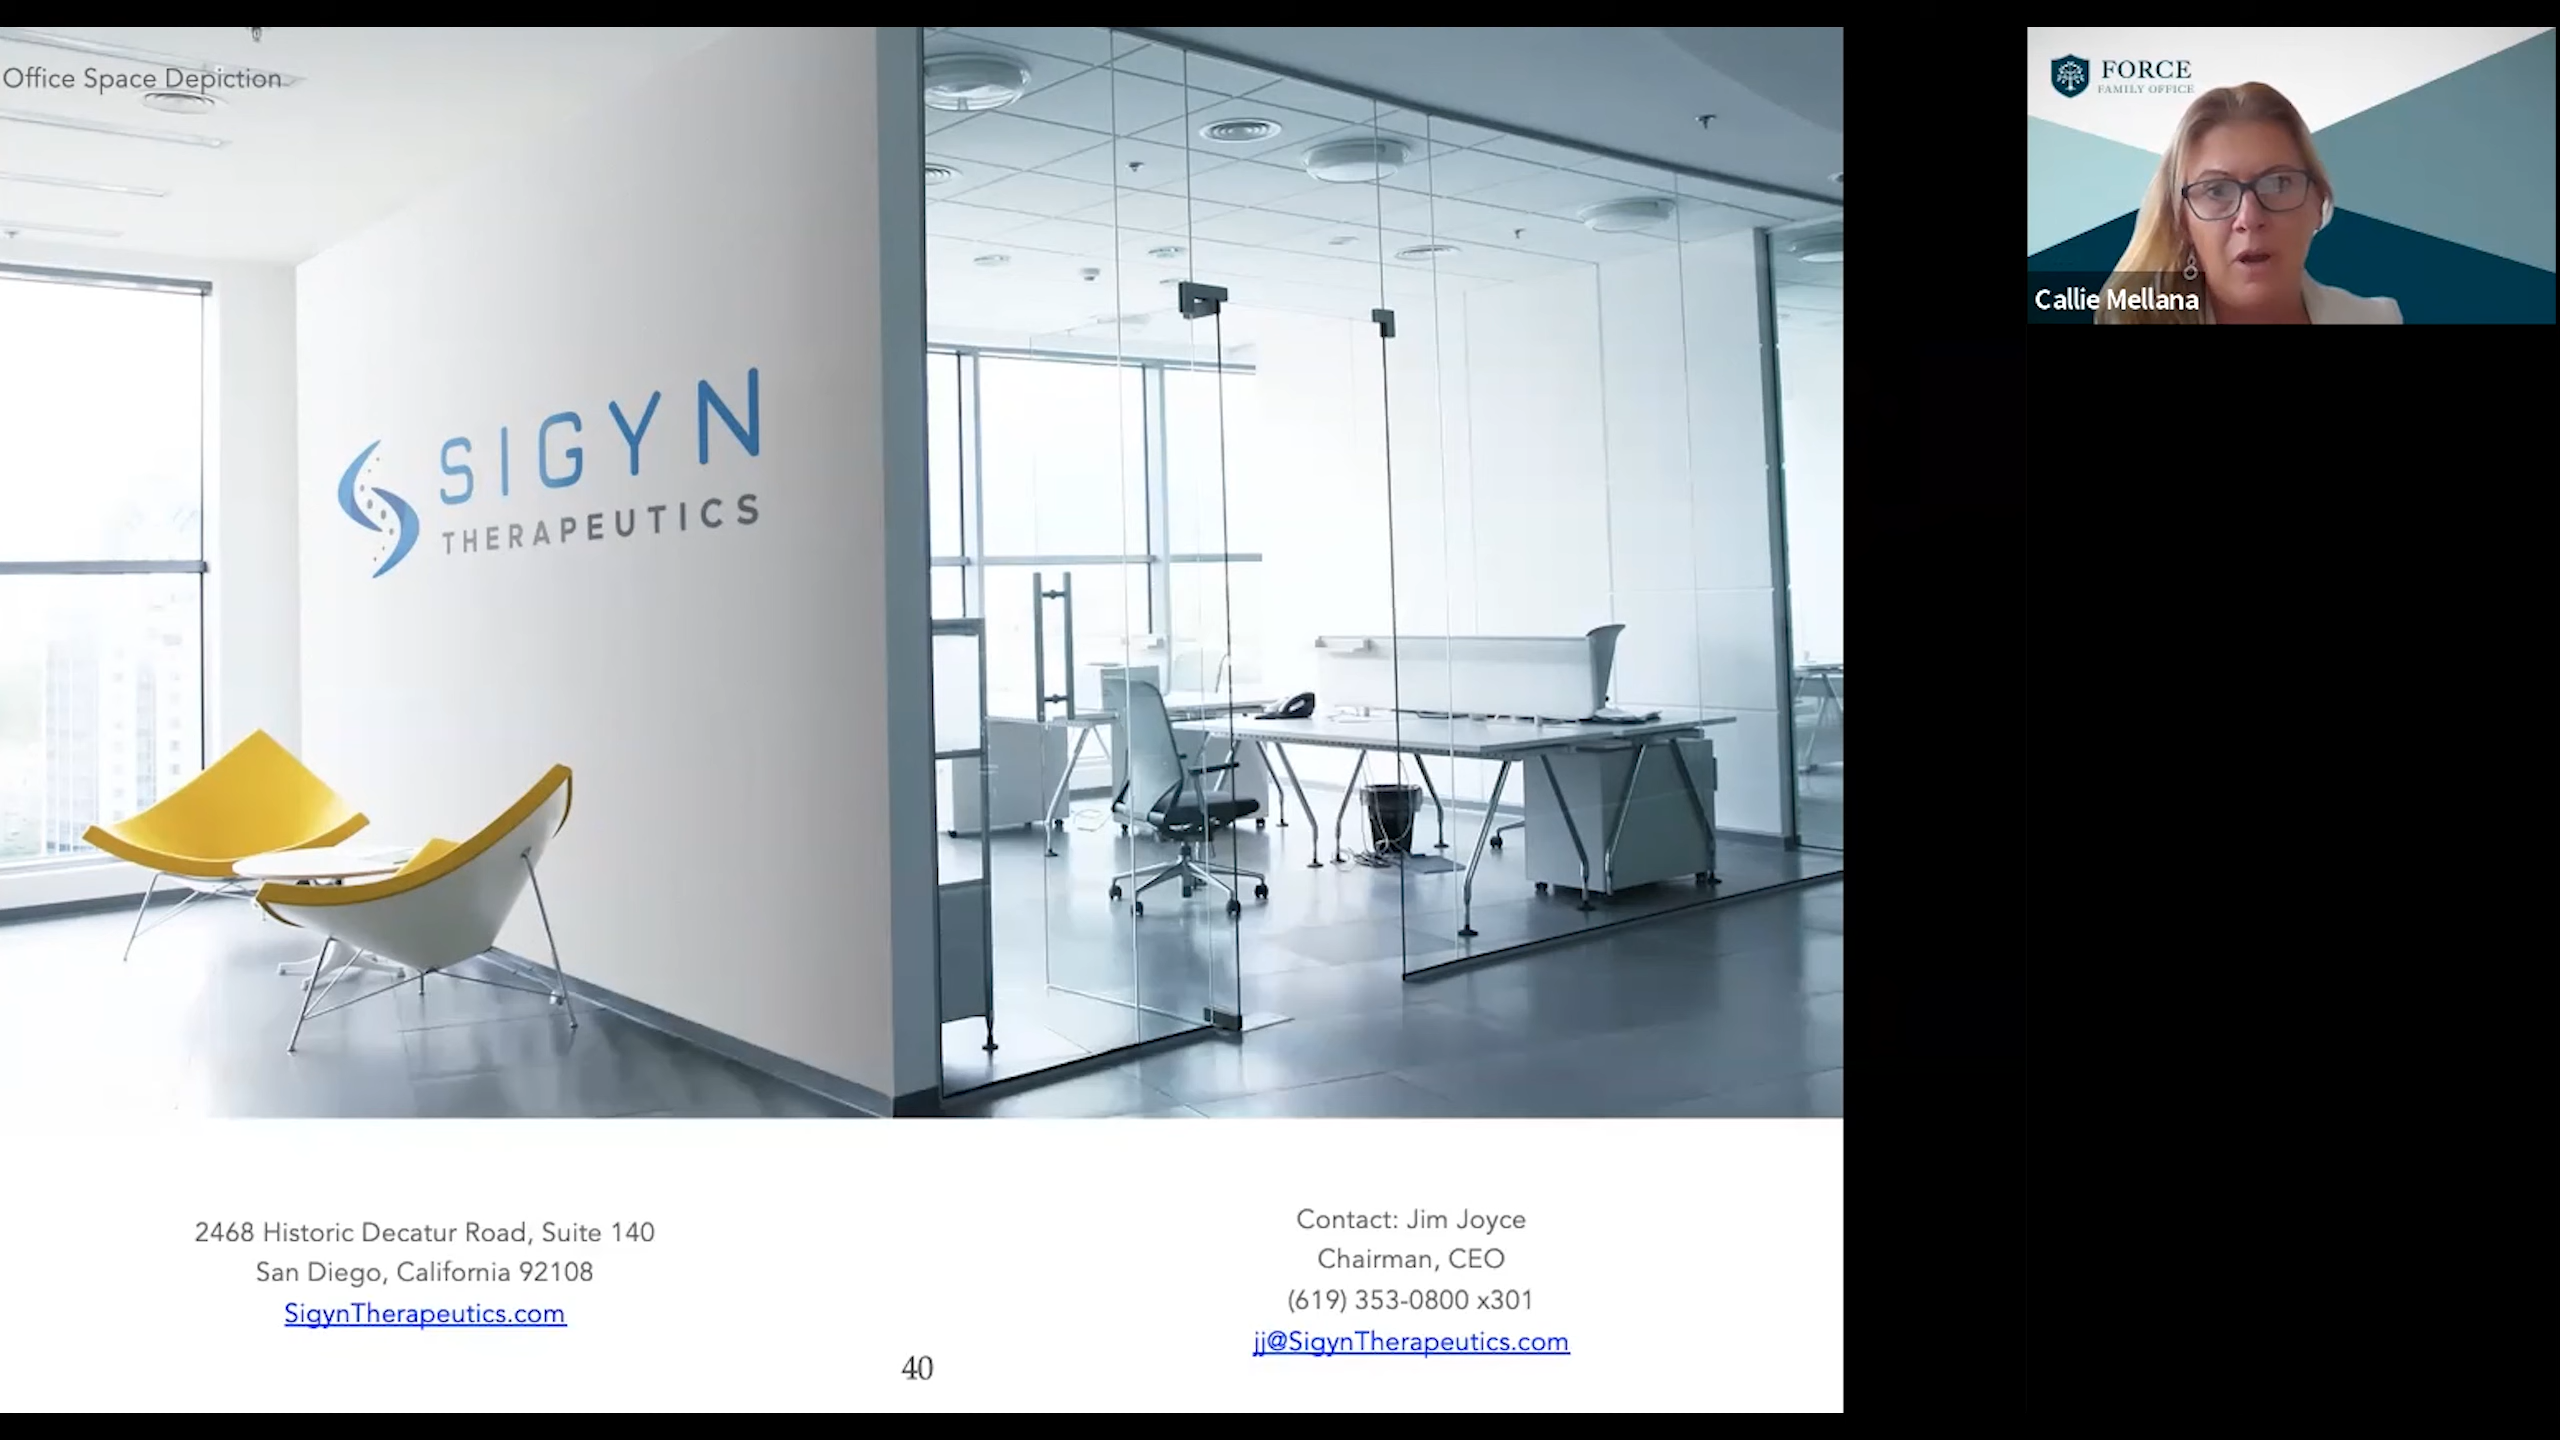 Office Space Depiction
SIGYN
THERAPEUTICS
2468 Historic Decatur Road, Suite 140
San Diego, California 92108
SigynTherapeutics.com
Contact: Jim Joyce
Chairman, CEO
(619) 353-0800 x301
jj@SigynTherapeutics.com
40
FORCE
FAMILY OFFICE
Callie Mellana